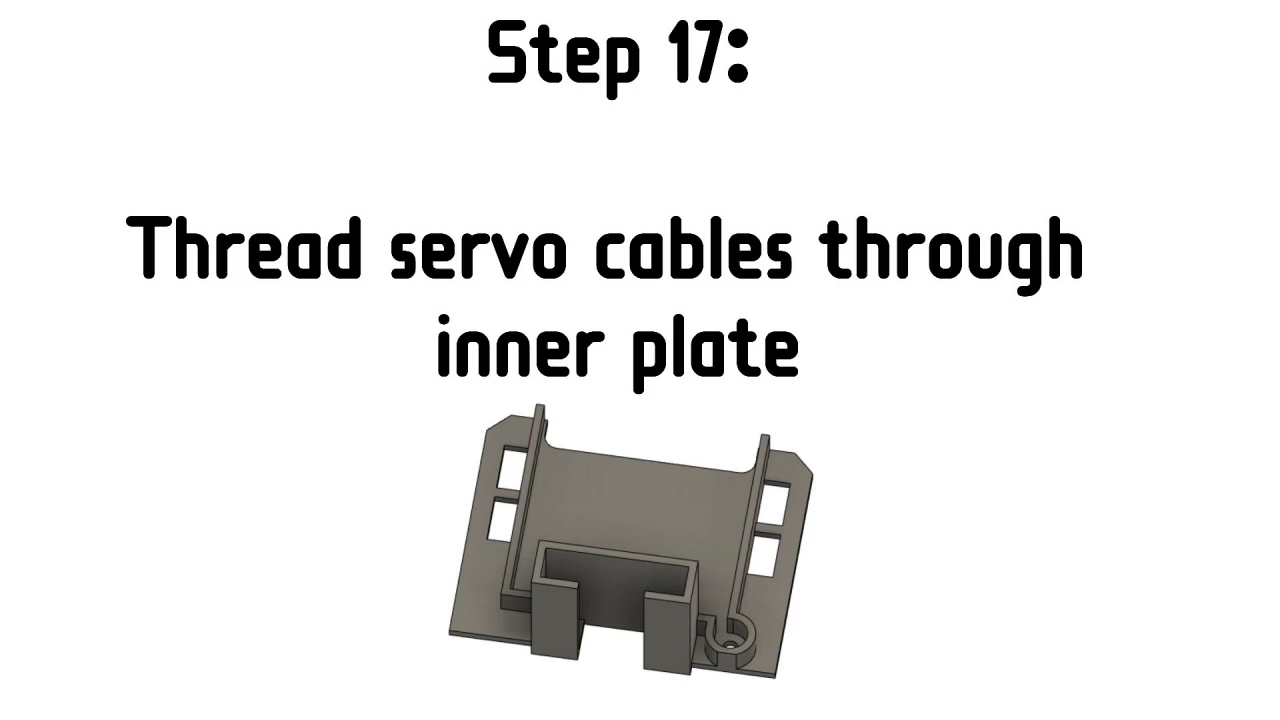 Step 17:
Thread servo cables through
inner plate